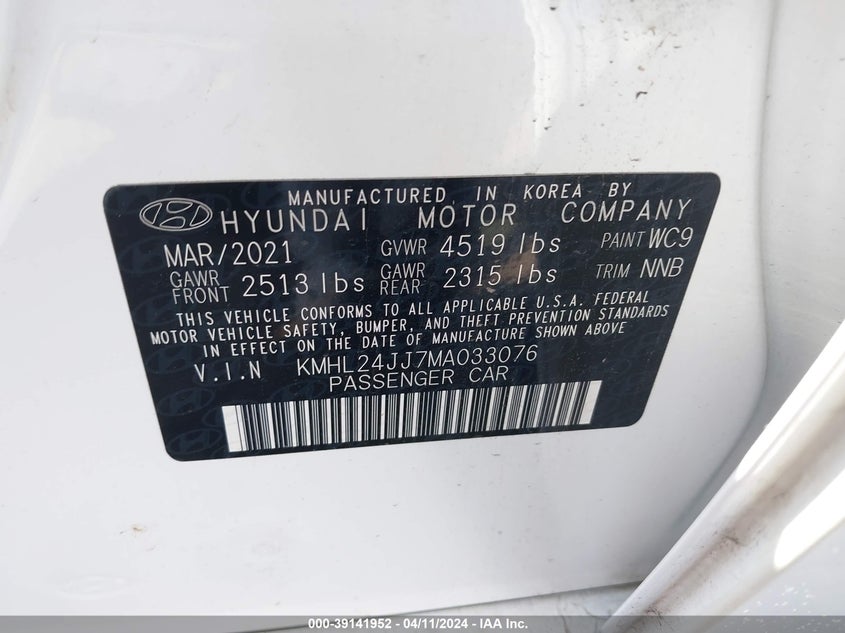 MANUFACTURED IN KOREA BY
HYUNDAI MOTOR COMPANY
MAR/2021 GVWR 4519 lbs PAINT WC9
GAWR FRONT 2513 lbs GAWR REAR 2315 lbs TRIM NNB
THIS VEHICLE CONFORMS TO ALL APPLICABLE U.S.A. FEDERAL
MOTOR VEHICLE SAFETY, BUMPER, AND THEFT PREVENTION STANDARDS
IN EFFECT ON THE DATE OF MANUFACTURE SHOWN ABOVE
V.I.N KMHL24JJ7MA033076
PASSENGER CAR
000-39141952 - 04/11/2024 - IAA Inc.